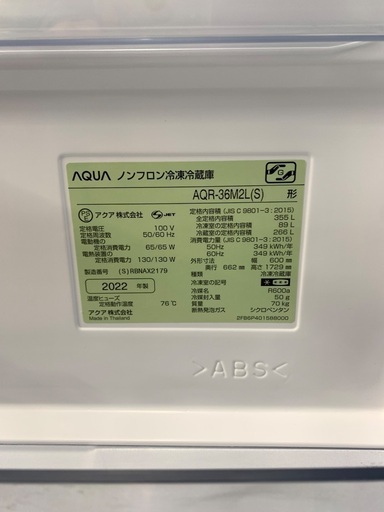 AQUA ノンフロン冷凍冷蔵庫
AQR-36M2L(S) 形
アクア 株式会社
JET
定格電圧 100 V
定格周波数 50/60 Hz
電動機の
定格消費電力 65/65 W
電熱装置の
定格消費電力 130/130 W
製造番号 (S)RBNAX2179
2022 年製
温度ヒューズ
定格動作温度 76℃
アクア 株式会社
Made in Thailand
定格内容積(JIS C 9801-3:2015)
全定格内容積 355 L
冷凍室の定格内容積 89 L
冷蔵室の定格内容積 266 L
消費電力量(JIS C 9801-3:2015)
50Hz 349 kWh/年
60Hz 349 kWh/年
外形寸法 幅 600 mm
奥行 662 mm 高さ 1729 mm
種類 冷凍冷蔵庫
冷凍室の記号
冷媒名 R600a
冷媒封入量 50 g
質量 70 kg
断熱発泡ガス シクロペンタン
>ABS<